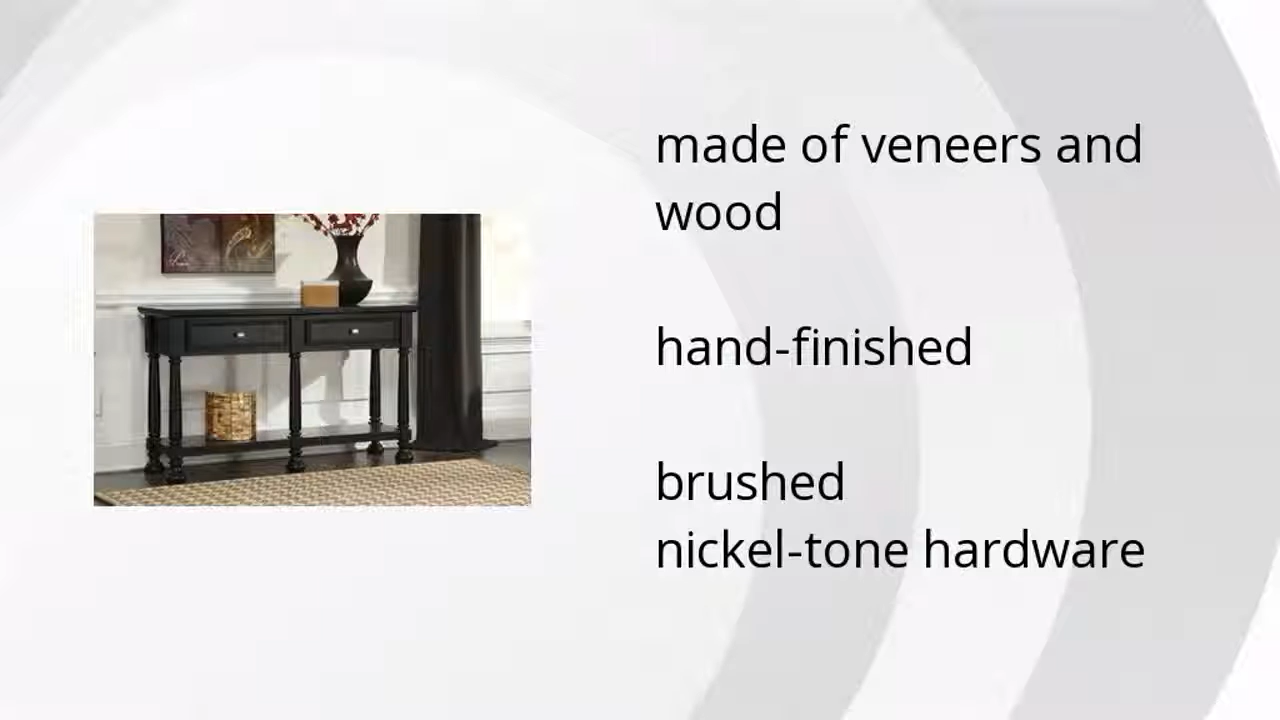 made of veneers and
wood
hand-finished
brushed
nickel-tone hardware